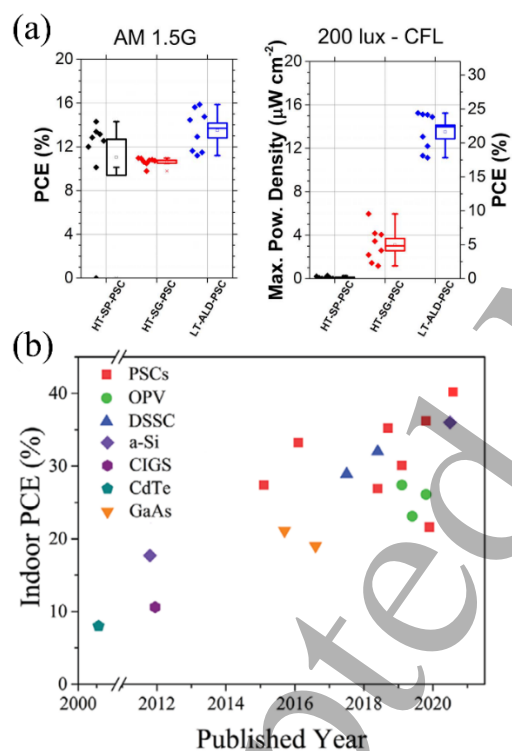 (a)
AM 1.5G
200 lux - CFL
PCE (%)
20
16
12
8
4
0
HT-SP-PSC
HT-SG-PSC
LT-ALD-PSC
Max. Pow. Density (μW cm⁻²)
20
16
12
8
4
0
PCE (%)
30
25
20
15
10
5
0
HT-SP-PSC
HT-SG-PSC
LT-ALD-PSC
(b)
Indoor PCE (%)
40
30
20
10
0
PSCs
OPV
DSSC
a-Si
CIGS
CdTe
GaAs
2000
2012
2014
2016
2018
2020
Published Year